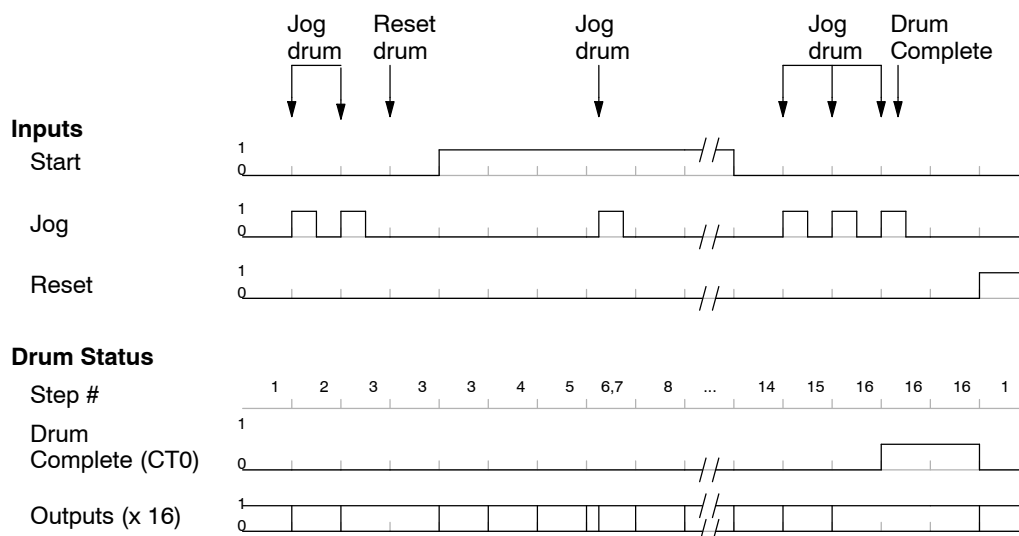 Jog drum
Reset drum
Jog drum
Jog drum
Drum Complete
Inputs
Start
1
0
Jog
1
0
Reset
1
0
Drum Status
Step #
1 2 3 3 3 4 5 6,7 8 ... 14 15 16 16 16 1
Drum Complete (CT0)
1
0
Outputs (x 16)
1
0